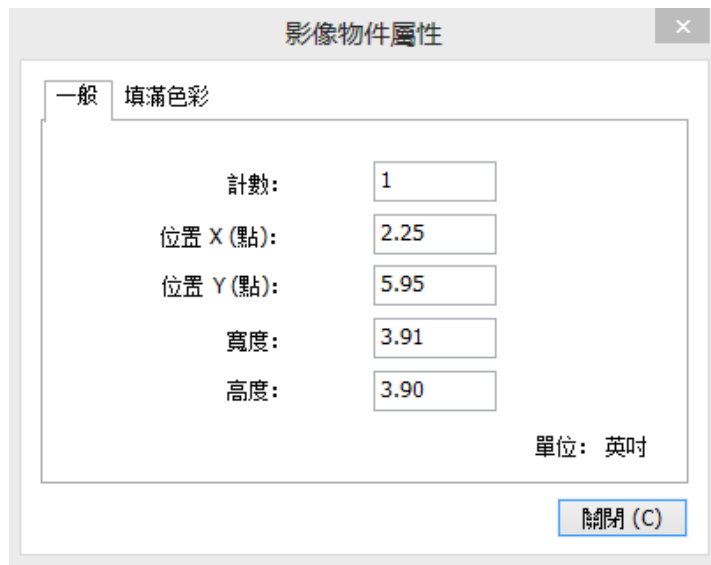 影像物件屬性
一般 填滿色彩
計數: 1
位置 X (點): 2.25
位置 Y (點): 5.95
寬度: 3.91
高度: 3.90
單位: 英吋
關閉 (C)